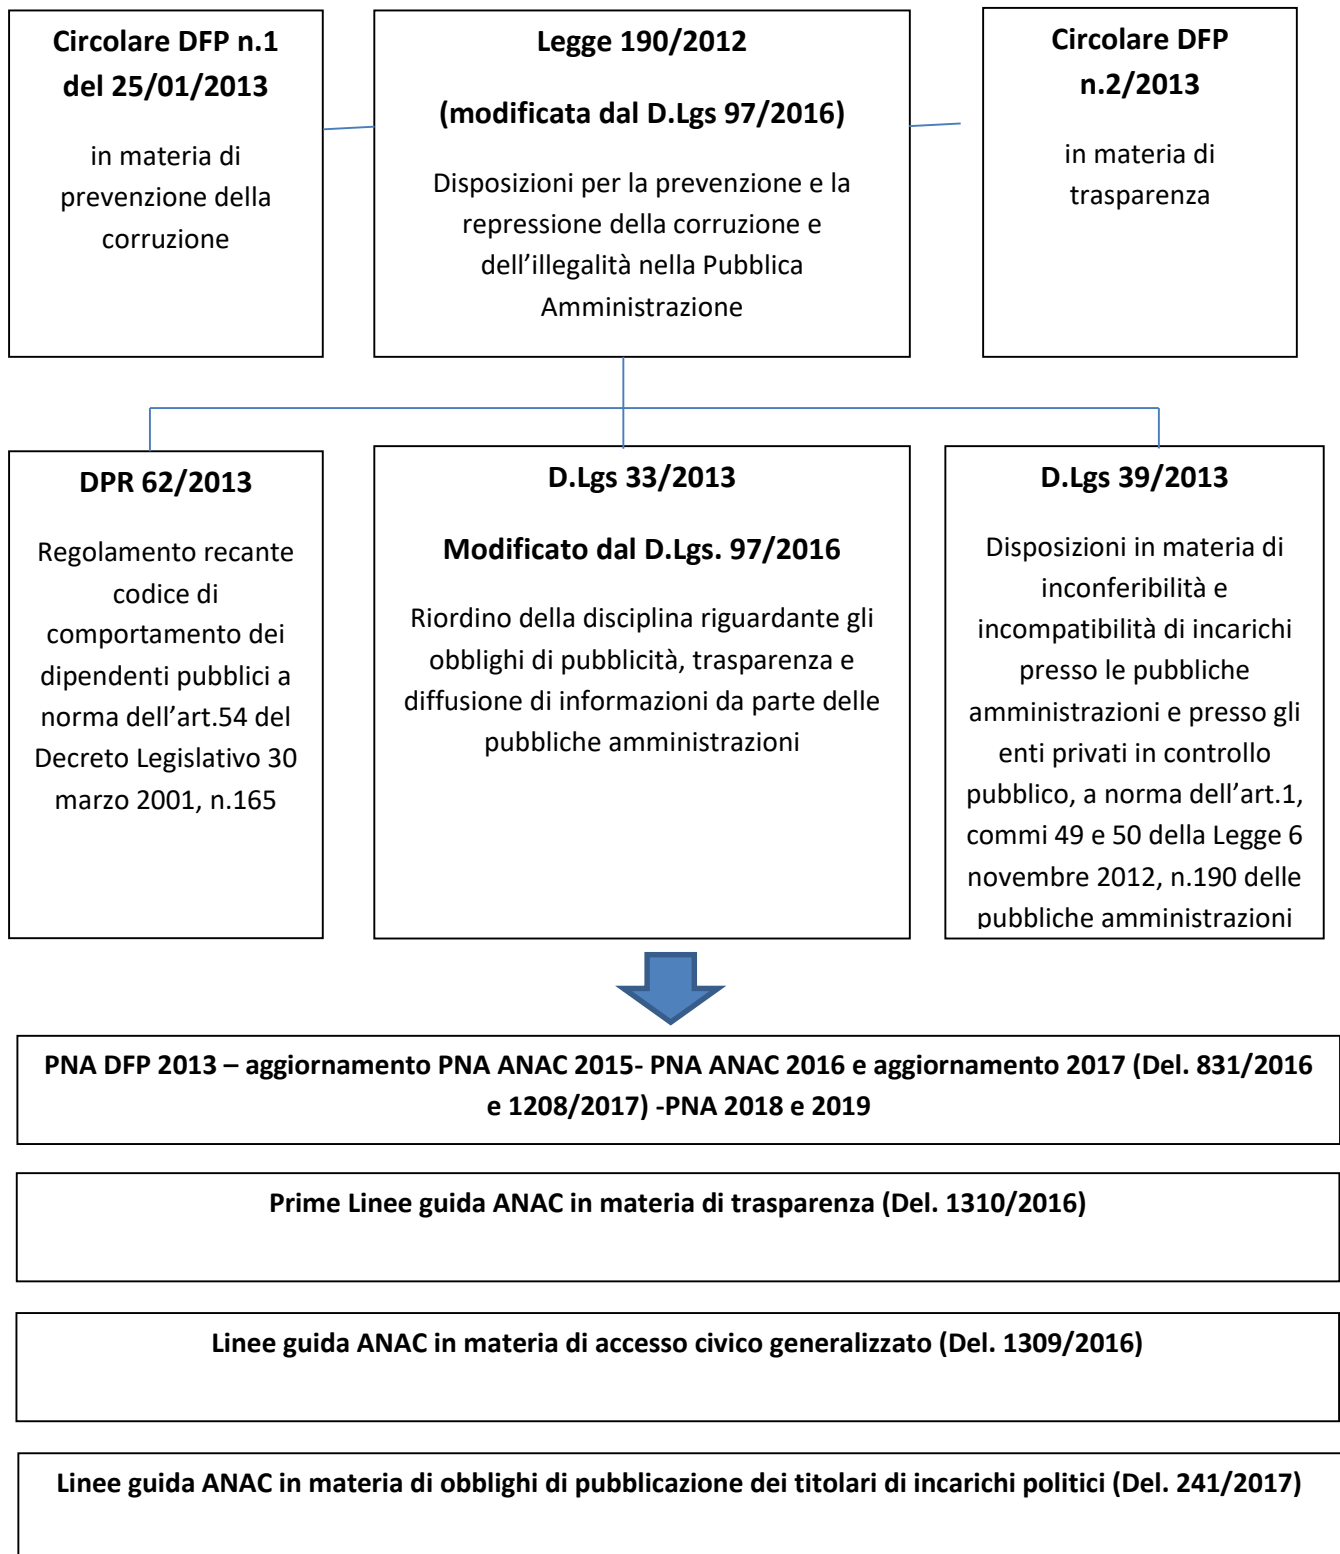 Circolare DFP n.1
del 25/01/2013
in materia di
prevenzione della
corruzione
Legge 190/2012
(modificata dal D.Lgs 97/2016)
Disposizioni per la prevenzione e la
repressione della corruzione e
dell’illegalità nella Pubblica
Amministrazione
Circolare DFP
n.2/2013
in materia di
trasparenza
DPR 62/2013
Regolamento recante
codice di
comportamento dei
dipendenti pubblici a
norma dell’art.54 del
Decreto Legislativo 30
marzo 2001, n.165
D.Lgs 33/2013
Modificato dal D.Lgs. 97/2016
Riordino della disciplina riguardante gli
obblighi di pubblicità, trasparenza e
diffusione di informazioni da parte delle
pubbliche amministrazioni
D.Lgs 39/2013
Disposizioni in materia di
inconferibilità e
incompatibilità di incarichi
presso le pubbliche
amministrazioni e presso gli
enti privati in controllo
pubblico, a norma dell’art.1,
commi 49 e 50 della Legge 6
novembre 2012, n.190 delle
pubbliche amministrazioni
PNA DFP 2013 – aggiornamento PNA ANAC 2015- PNA ANAC 2016 e aggiornamento 2017 (Del. 831/2016
e 1208/2017) -PNA 2018 e 2019
Prime Linee guida ANAC in materia di trasparenza (Del. 1310/2016)
Linee guida ANAC in materia di accesso civico generalizzato (Del. 1309/2016)
Linee guida ANAC in materia di obblighi di pubblicazione dei titolari di incarichi politici (Del. 241/2017)